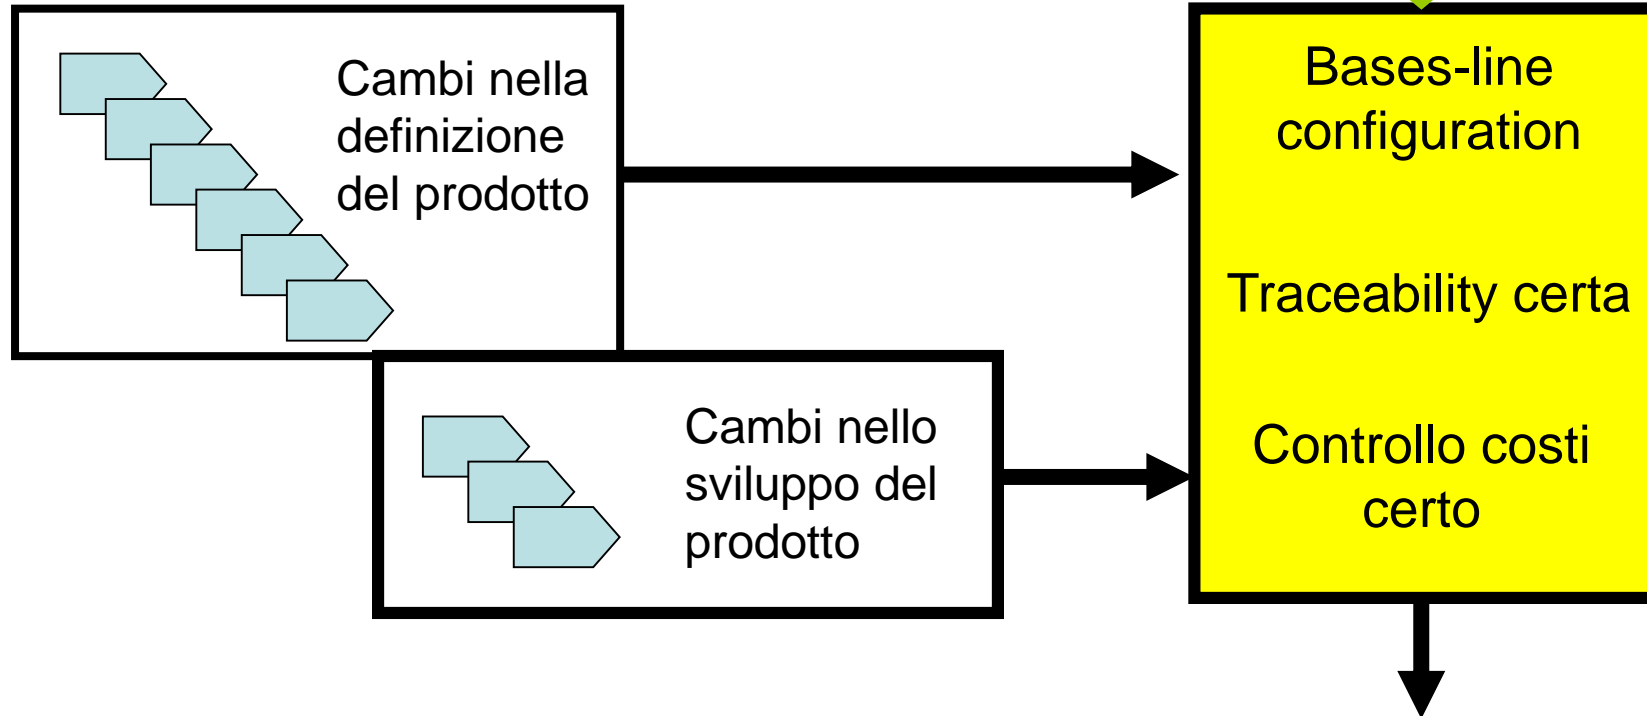 Cambi nella
definizione
del prodotto
Cambi nello
sviluppo del
prodotto
Bases-line
configuration
Traceability certa
Controllo costi
certo